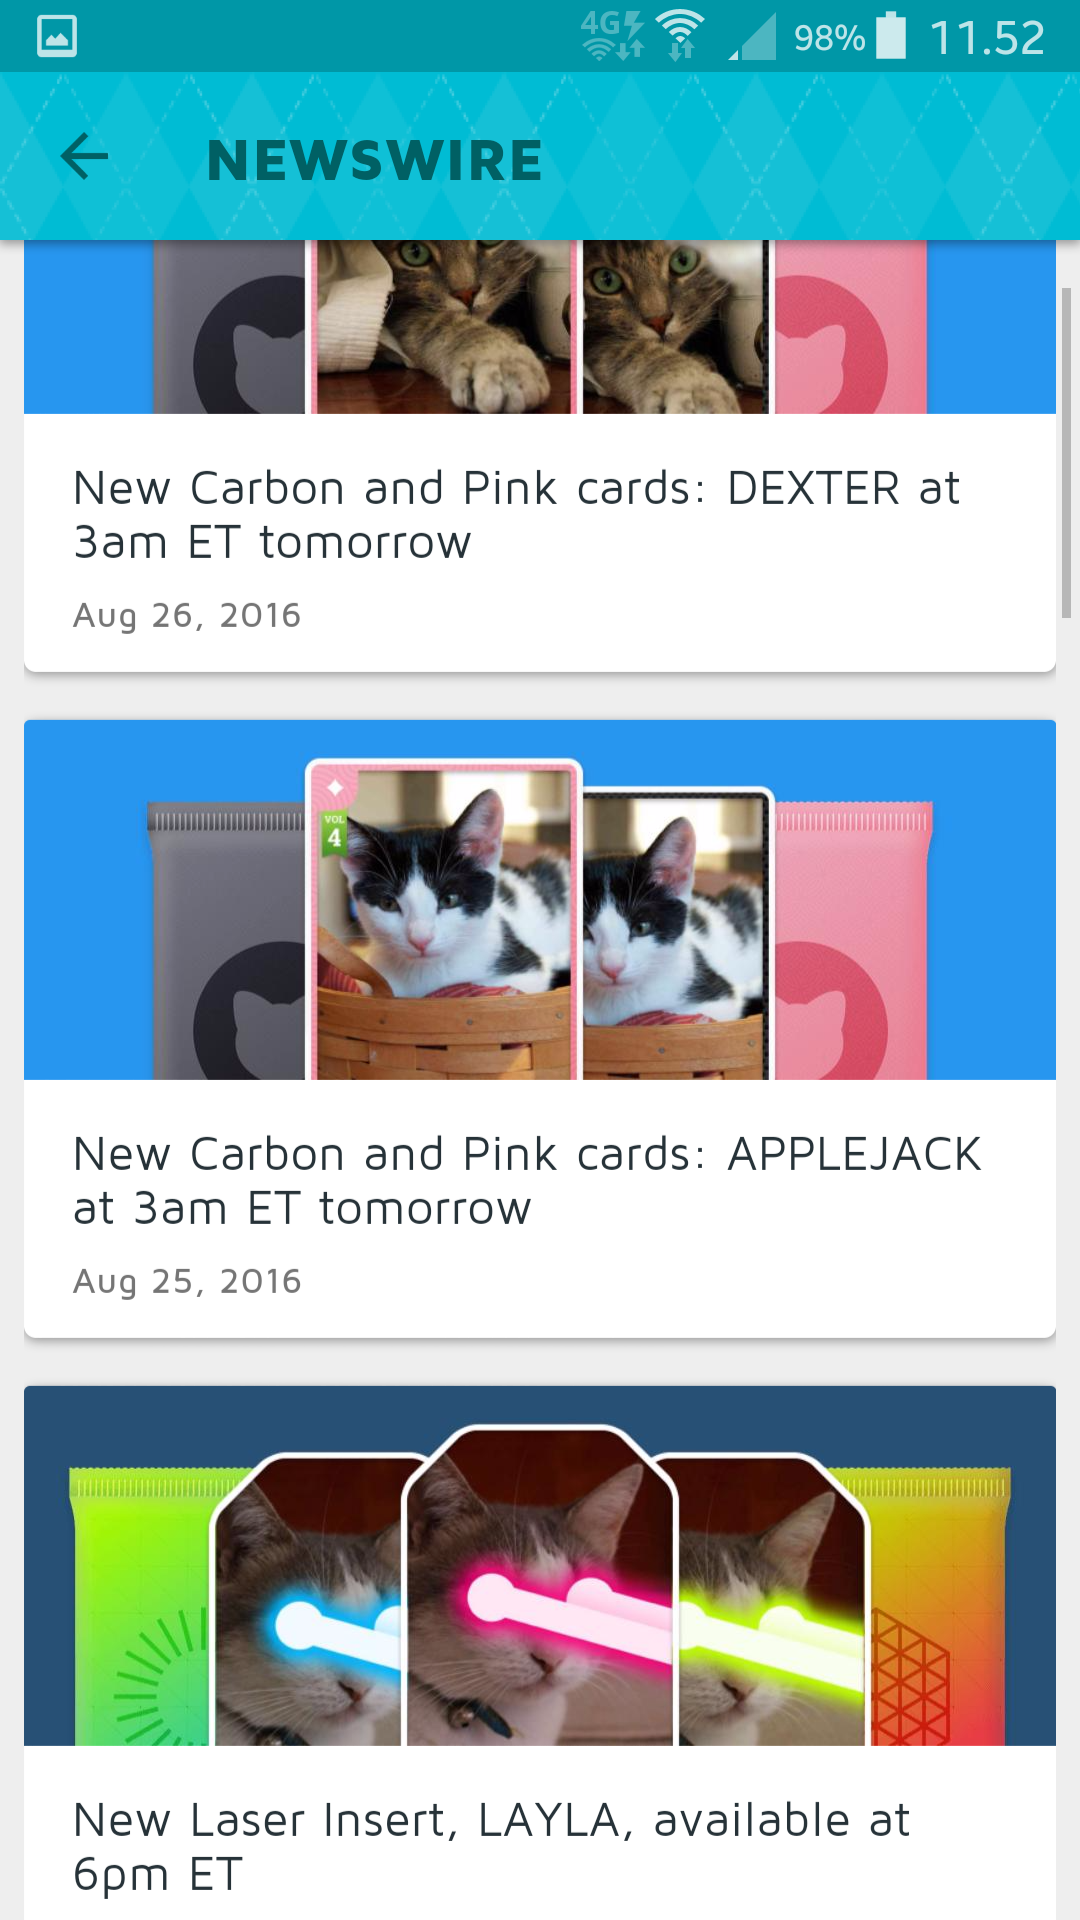 4G 98% 11.52
NEWSWIRE
New Carbon and Pink cards: DEXTER at
3am ET tomorrow
Aug 26, 2016
VOL
4
New Carbon and Pink cards: APPLEJACK
at 3am ET tomorrow
Aug 25, 2016
New Laser Insert, LAYLA, available at
6pm ET